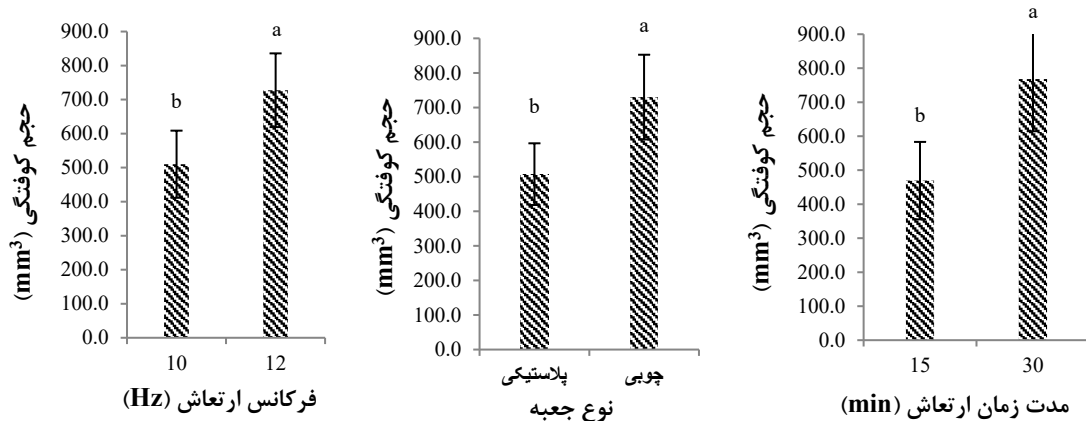 حجم کوفتگی (mm³)
900.0
800.0
700.0
600.0
500.0
400.0
300.0
200.0
100.0
0.0
b
a
10 12
فرکانس ارتعاش (Hz)
حجم کوفتگی (mm³)
900.0
800.0
700.0
600.0
500.0
400.0
300.0
200.0
100.0
0.0
b
a
پلاستیکی چوبی
نوع جعبه
حجم کوفتگی (mm³)
900.0
800.0
700.0
600.0
500.0
400.0
300.0
200.0
100.0
0.0
b
a
15 30
مدت زمان ارتعاش (min)